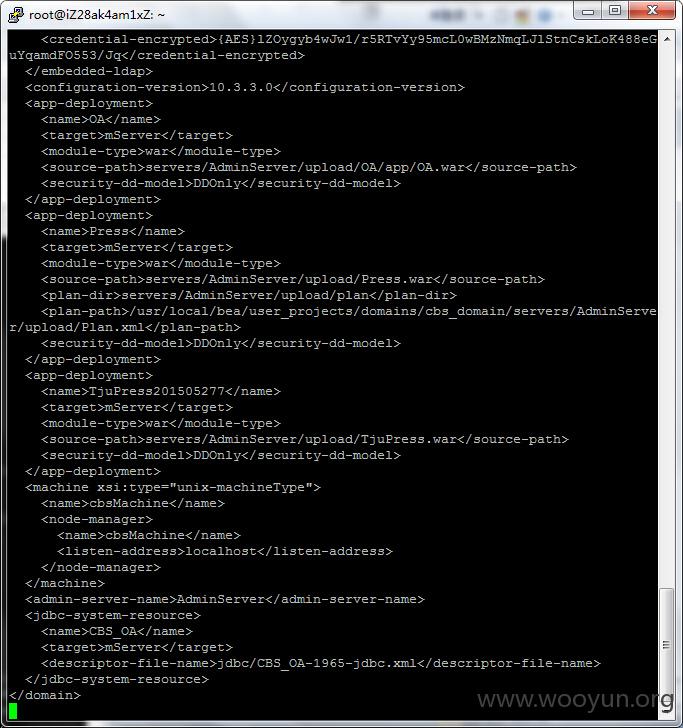 root@iZ28ak4am1xZ: ~
<credential-encrypted>{AES}lZOygyb4wJw1/r5RTvYy95mcL0wBMzNmqLJlStnCskLoK488eG
uYqamdFO553/Jq</credential-encrypted>
</embedded-ldap>
<configuration-version>10.3.3.0</configuration-version>
<app-deployment>
<name>OA</name>
<target>mServer</target>
<module-type>war</module-type>
<source-path>servers/AdminServer/upload/OA/app/OA.war</source-path>
<security-dd-model>DDOnly</security-dd-model>
</app-deployment>
<app-deployment>
<name>Press</name>
<target>mServer</target>
<module-type>war</module-type>
<source-path>servers/AdminServer/upload/Press.war</source-path>
<plan-dir>servers/AdminServer/upload/plan</plan-dir>
<plan-path>/usr/local/bea/user_projects/domains/cbs_domain/servers/AdminServe
r/upload/Plan.xml</plan-path>
<security-dd-model>DDOnly</security-dd-model>
</app-deployment>
<app-deployment>
<name>TjuPress201505277</name>
<target>mServer</target>
<module-type>war</module-type>
<source-path>servers/AdminServer/upload/TjuPress.war</source-path>
<security-dd-model>DDOnly</security-dd-model>
</app-deployment>
<machine xsi:type="unix-machineType">
<name>cbsMachine</name>
<node-manager>
<name>cbsMachine</name>
<listen-address>localhost</listen-address>
</node-manager>
</machine>
<admin-server-name>AdminServer</admin-server-name>
<jdbc-system-resource>
<name>CBS_OA</name>
<target>mServer</target>
<descriptor-file-name>jdbc/CBS_OA-1965-jdbc.xml</descriptor-file-name>
</jdbc-system-resource>
</domain>
www.wooyun.org